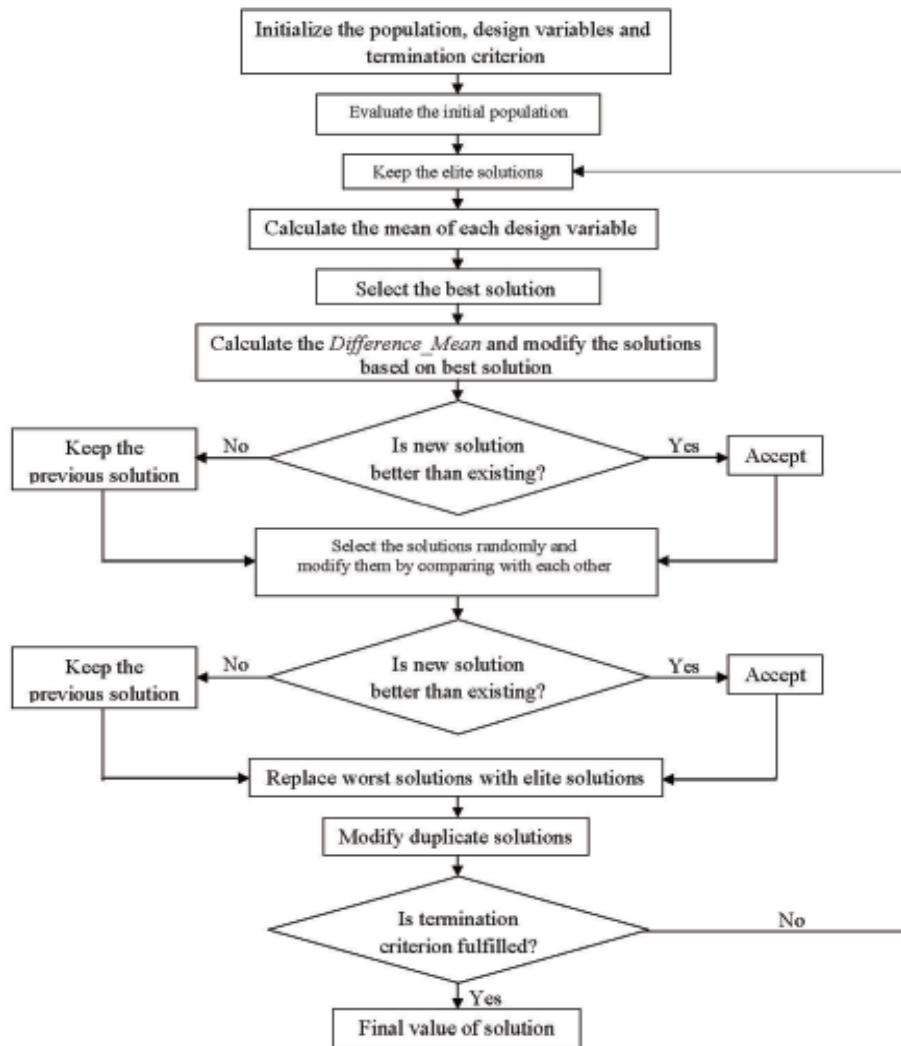 Initialize the population, design variables and
termination criterion
Evaluate the initial population
Keep the elite solutions
Calculate the mean of each design variable
Select the best solution
Calculate the Difference_Mean and modify the solutions
based on best solution
Keep the
previous solution
No
Is new solution
better than existing?
Yes
Accept
Select the solutions randomly and
modify them by comparing with each other
Keep the
previous solution
No
Is new solution
better than existing?
Yes
Accept
Replace worst solutions with elite solutions
Modify duplicate solutions
Is termination
criterion fulfilled?
No
Yes
Final value of solution